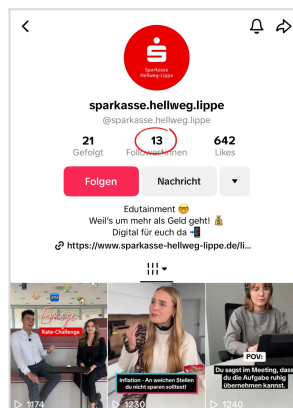 Sparkasse
Hellweg-Lippe
sparkasse.hellweg.lippe
@sparkasse.hellweg.lippe
21 13 642
Gefolgt Follower*innen Likes
Folgen Nachricht
Edutainment 🤓
Weil's um mehr als Geld geht! 💰
Digital für euch da 📲
https://www.sparkasse-hellweg-lippe.de/li...
Rate-Challenge
1174
Inflation - An welchen Stellen
du nicht sparen solltest!
1230
POV:
Du sagst im Meeting, dass
du die Aufgabe ruhig
übernehmen kannst.
1240